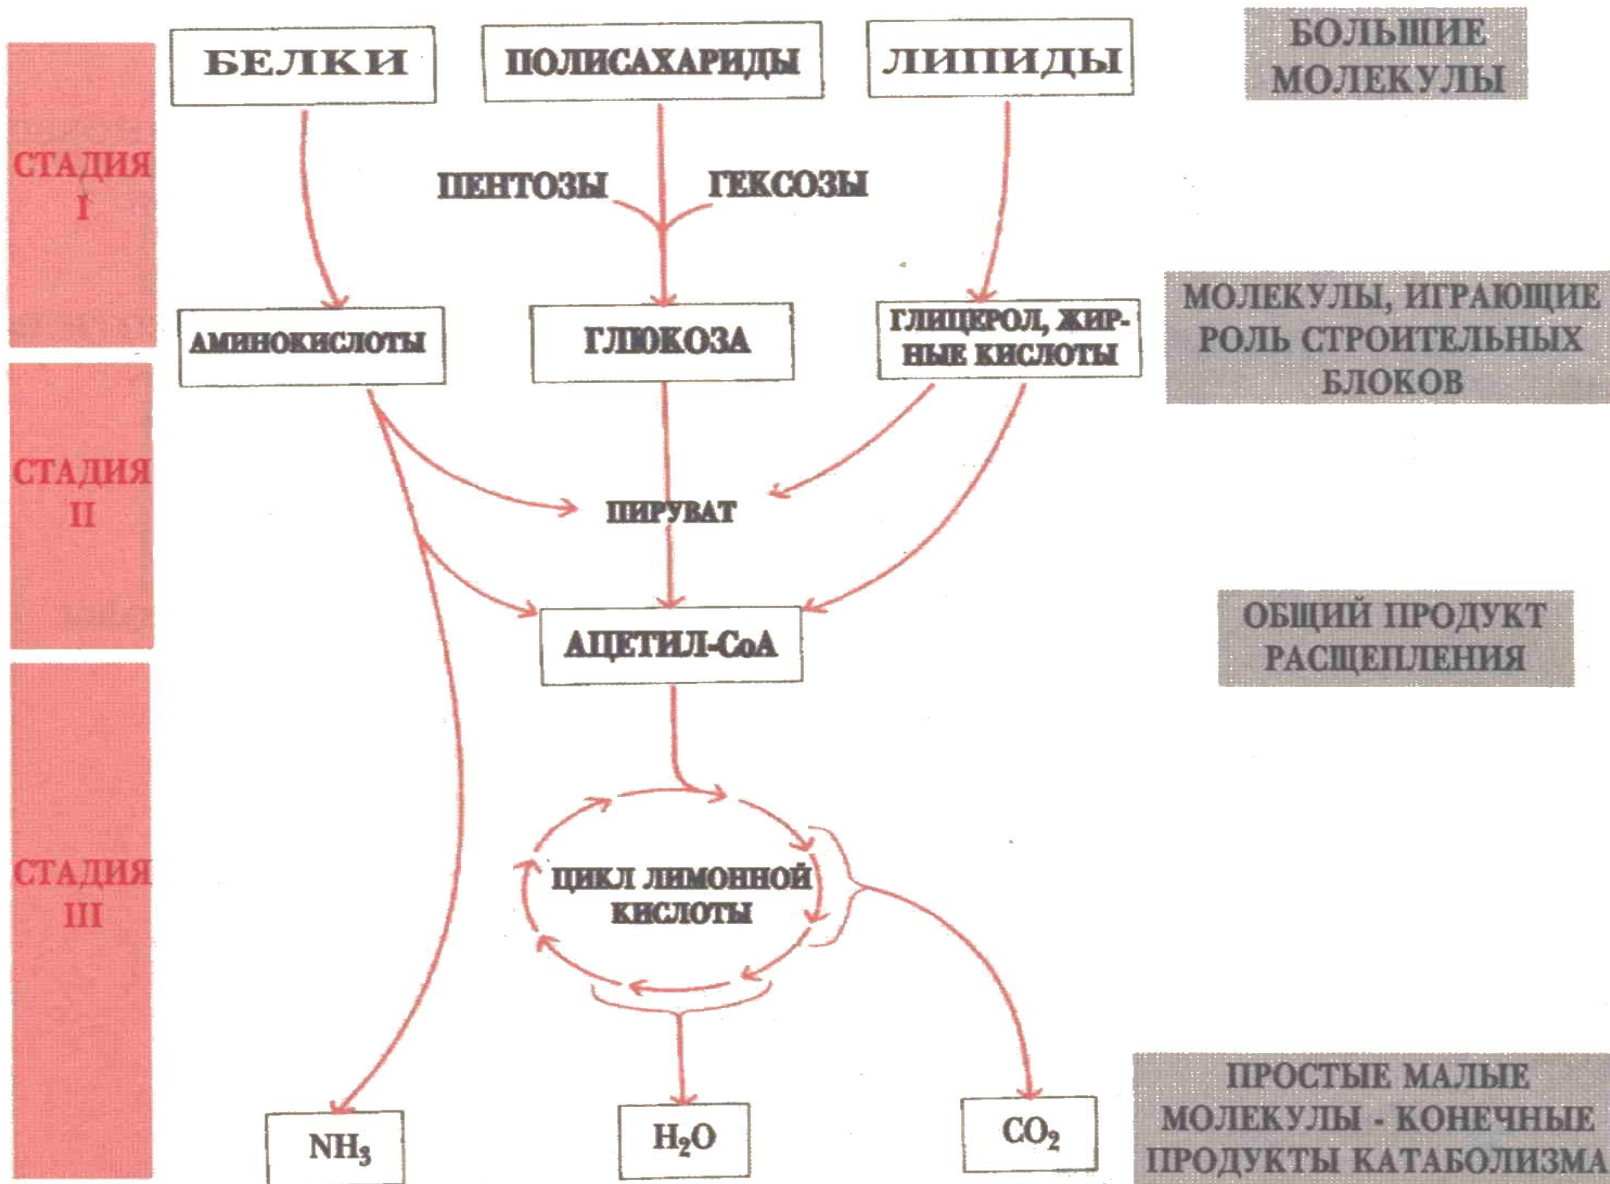 БЕЛКИ
ПОЛИСАХАРИДЫ
ЛИПИДЫ
БОЛЬШИЕ
МОЛЕКУЛЫ
СТАДИЯ
I
ПЕНТОЗЫ
ГЕКСОЗЫ
АМИНОКИСЛОТЫ
ГЛЮКОЗА
ГЛИЦЕРОЛ, ЖИР-
НЫЕ КИСЛОТЫ
МОЛЕКУЛЫ, ИГРАЮЩИЕ
РОЛЬ СТРОИТЕЛЬНЫХ
БЛОКОВ
СТАДИЯ
II
ПИРУВАТ
АЦЕТИЛ-CoA
ОБЩИЙ ПРОДУКТ
РАСЩЕПЛЕНИЯ
СТАДИЯ
III
ЦИКЛ ЛИМОННОЙ
КИСЛОТЫ
NH₃
H₂O
CO₂
ПРОСТЫЕ МАЛЫЕ
МОЛЕКУЛЫ - КОНЕЧНЫЕ
ПРОДУКТЫ КАТАБОЛИЗМА